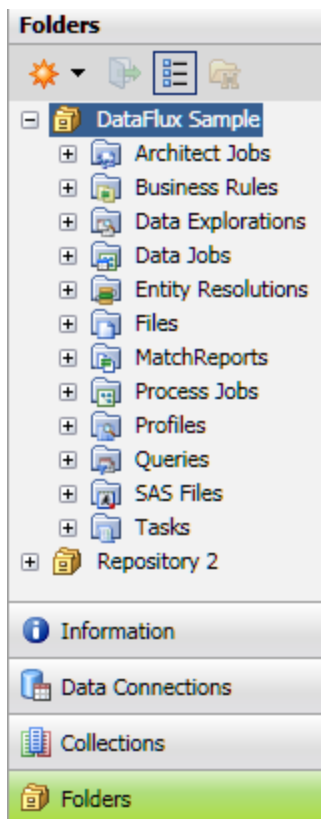 Folders
DataFlux Sample
Architect Jobs
Business Rules
Data Explorations
Data Jobs
Entity Resolutions
Files
MatchReports
Process Jobs
Profiles
Queries
SAS Files
Tasks
Repository 2
Information
Data Connections
Collections
Folders